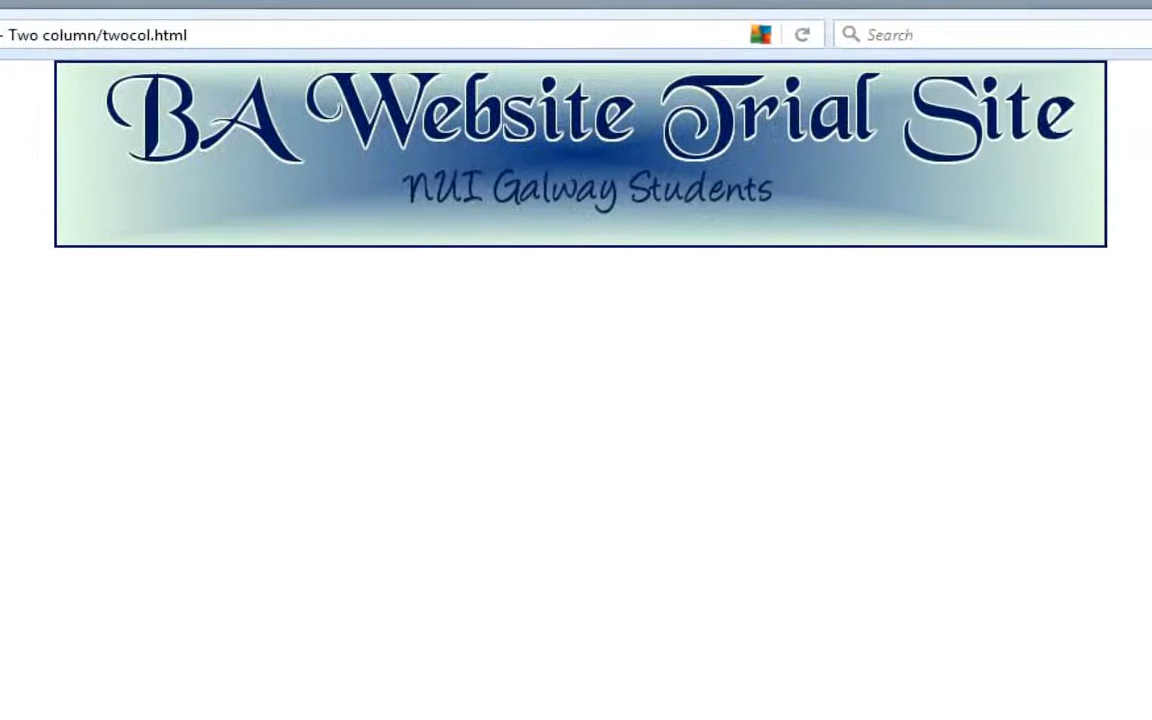 - Two column/twocol.html
Search
BA Website Trial Site
NUI Galway Students